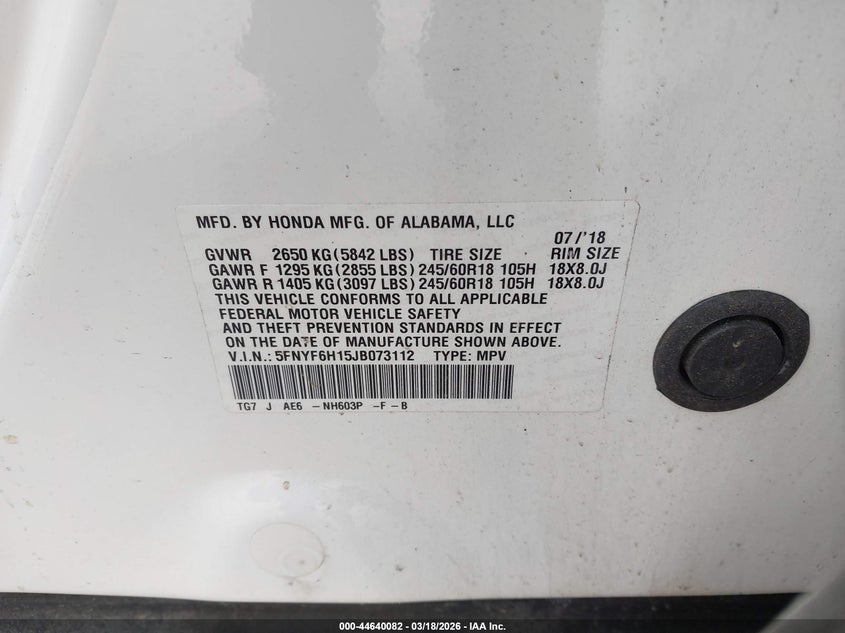 MFD. BY HONDA MFG. OF ALABAMA, LLC
07/'18
GVWR 2650 KG(5842 LBS) TIRE SIZE RIM SIZE
GAWR F 1295 KG(2855 LBS) 245/60R18 105H 18X8.0J
GAWR R 1405 KG(3097 LBS) 245/60R18 105H 18X8.0J
THIS VEHICLE CONFORMS TO ALL APPLICABLE
FEDERAL MOTOR VEHICLE SAFETY
AND THEFT PREVENTION STANDARDS IN EFFECT
ON THE DATE OF MANUFACTURE SHOWN ABOVE.
V.I.N.: 5FNYF6H15JB073112 TYPE: MPV
TG7 J AE6 -NH603P -F-B
000-44640082 - 03/18/2026 - IAA Inc.